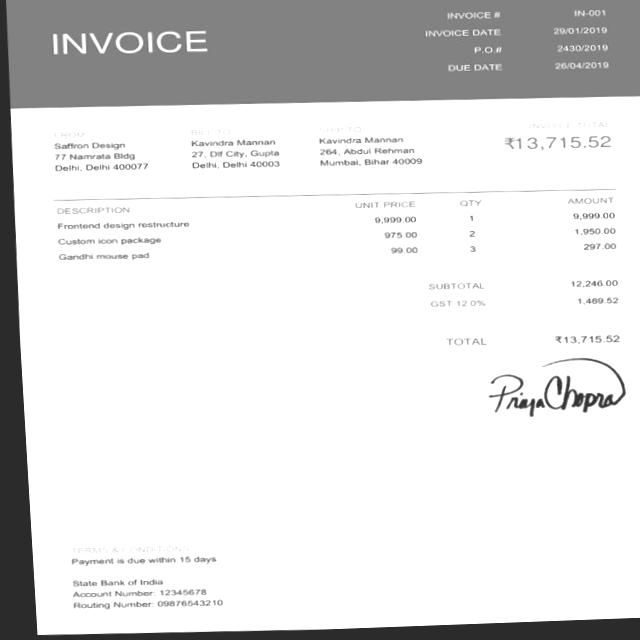 INVOICE
INVOICE # IN-001
INVOICE DATE 29/01/2019
P.O.# 2430/2019
DUE DATE 26/04/2019
FROM
Saffron Design
77 Namrata Bldg
Delhi, Delhi 400077
BILL TO
Kavindra Mannan
27, Dlf City, Gupta
Delhi, Delhi 40003
SHIP TO
Kavindra Mannan
264, Abdul Rehman
Mumbai, Bihar 40009
INVOICE TOTAL
₹13,715.52
DESCRIPTION UNIT PRICE QTY AMOUNT
Frontend design restructure 9,999.00 1 9,999.00
Custom icon package 975.00 2 1,950.00
Gandhi mouse pad 99.00 3 297.00
SUBTOTAL 12,246.00
GST 12.0% 1,469.52
TOTAL ₹13,715.52
Priya Chopra
TERMS & CONDITIONS
Payment is due within 15 days
State Bank of India
Account Number: 12345678
Routing Number: 09876543210